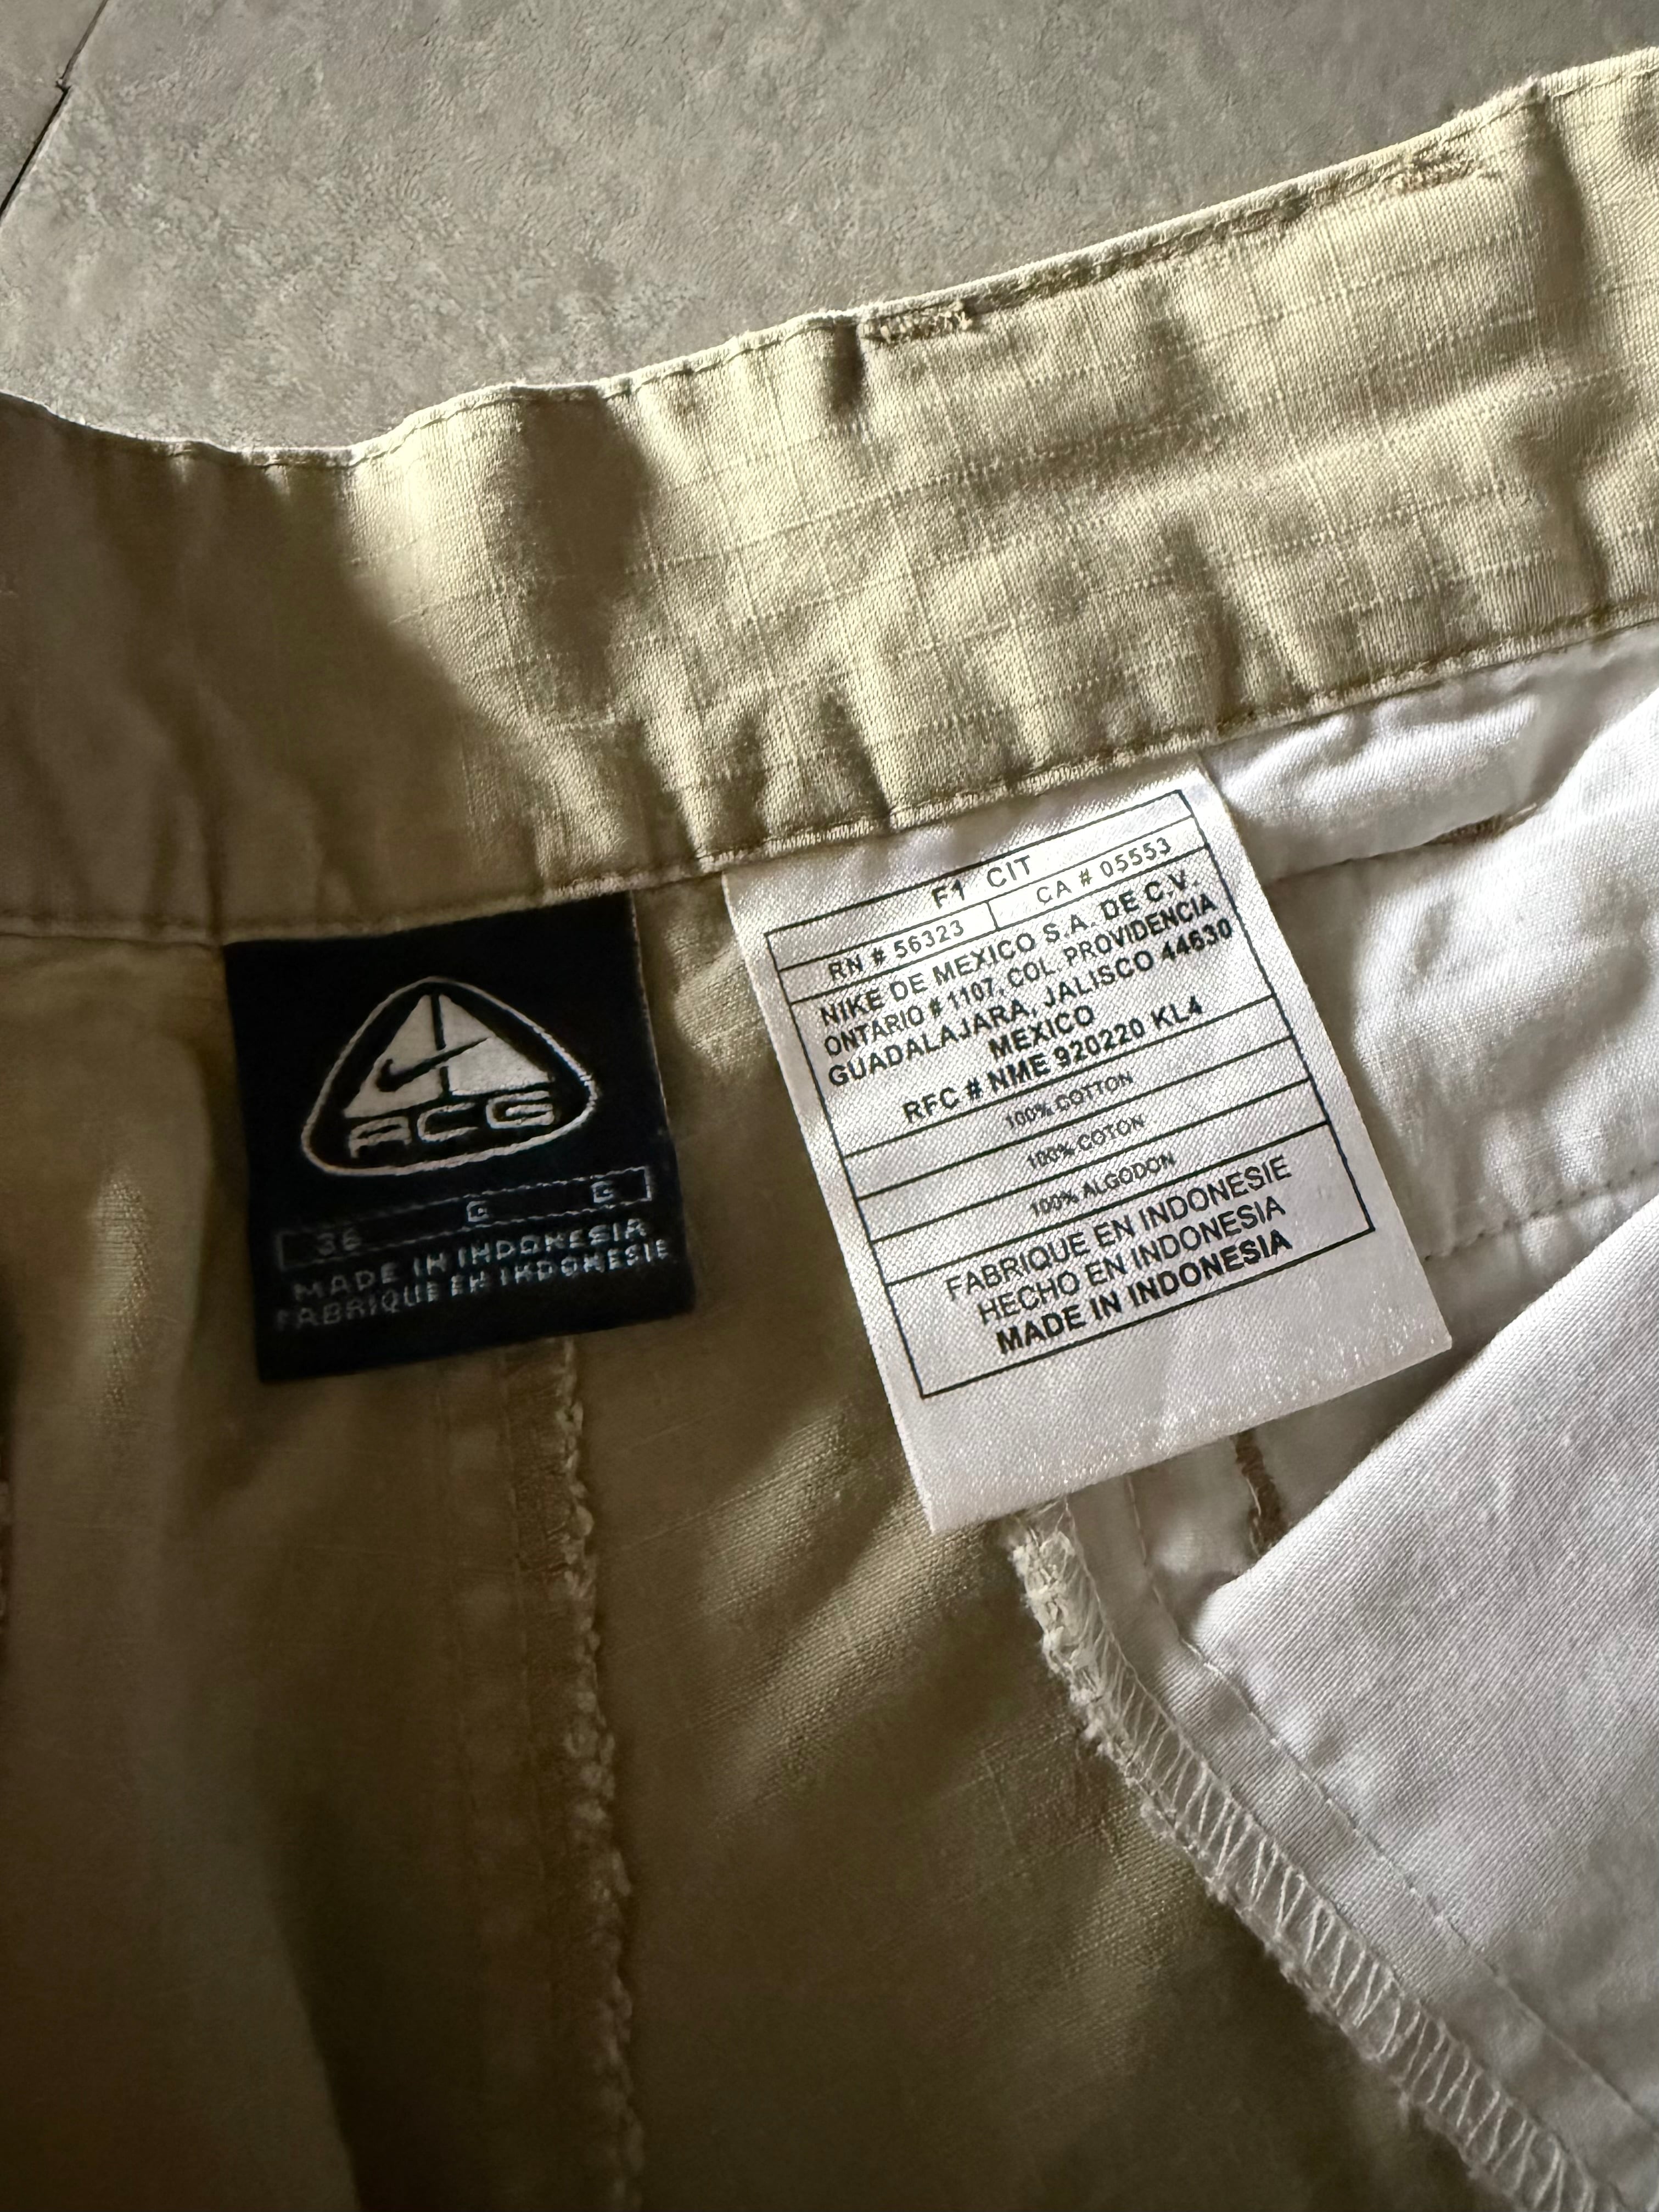 ACG
36 G G
MADE IN INDONESIA
FABRIQUE EN INDONESIE
F1 CIT
RN # 56323 CA # 05553
NIKE DE MEXICO S.A. DE C.V.
ONTARIO # 1107, COL. PROVIDENCIA
GUADALAJARA, JALISCO 44630
MEXICO
RFC # NME 920220 KL4
100% COTTON
100% COTON
100% ALGODON
FABRIQUE EN INDONESIE
HECHO EN INDONESIA
MADE IN INDONESIA